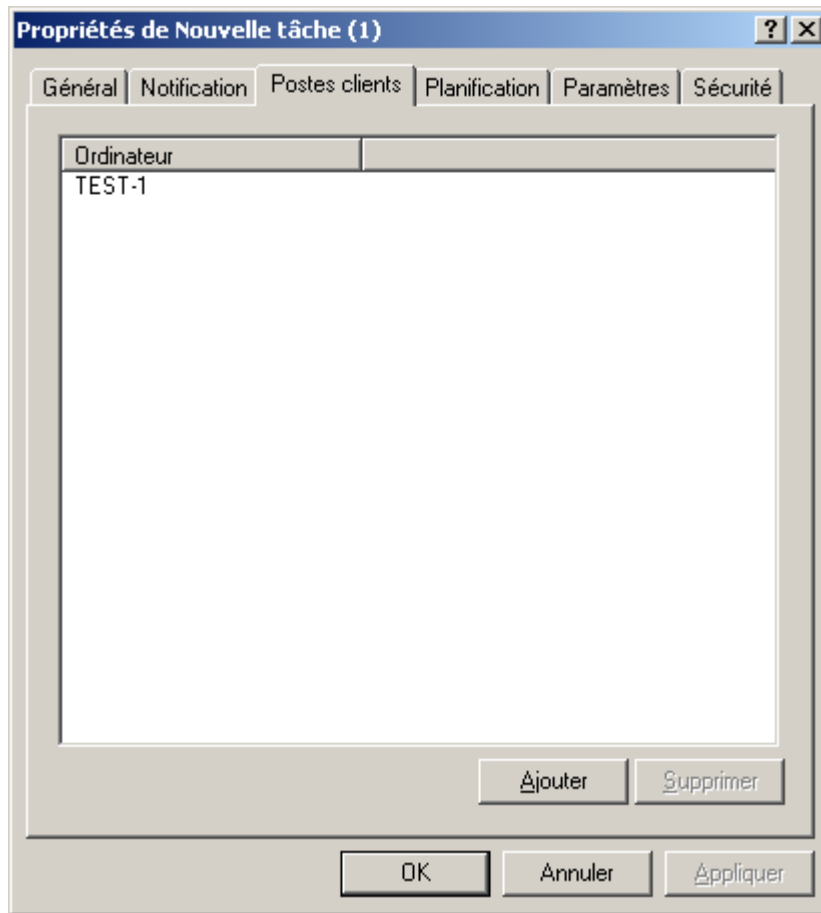 Propriétés de Nouvelle tâche (1)
Général Notification Postes clients Planification Paramètres Sécurité
Ordinateur
TEST-1
Ajouter Supprimer
OK Annuler Appliquer